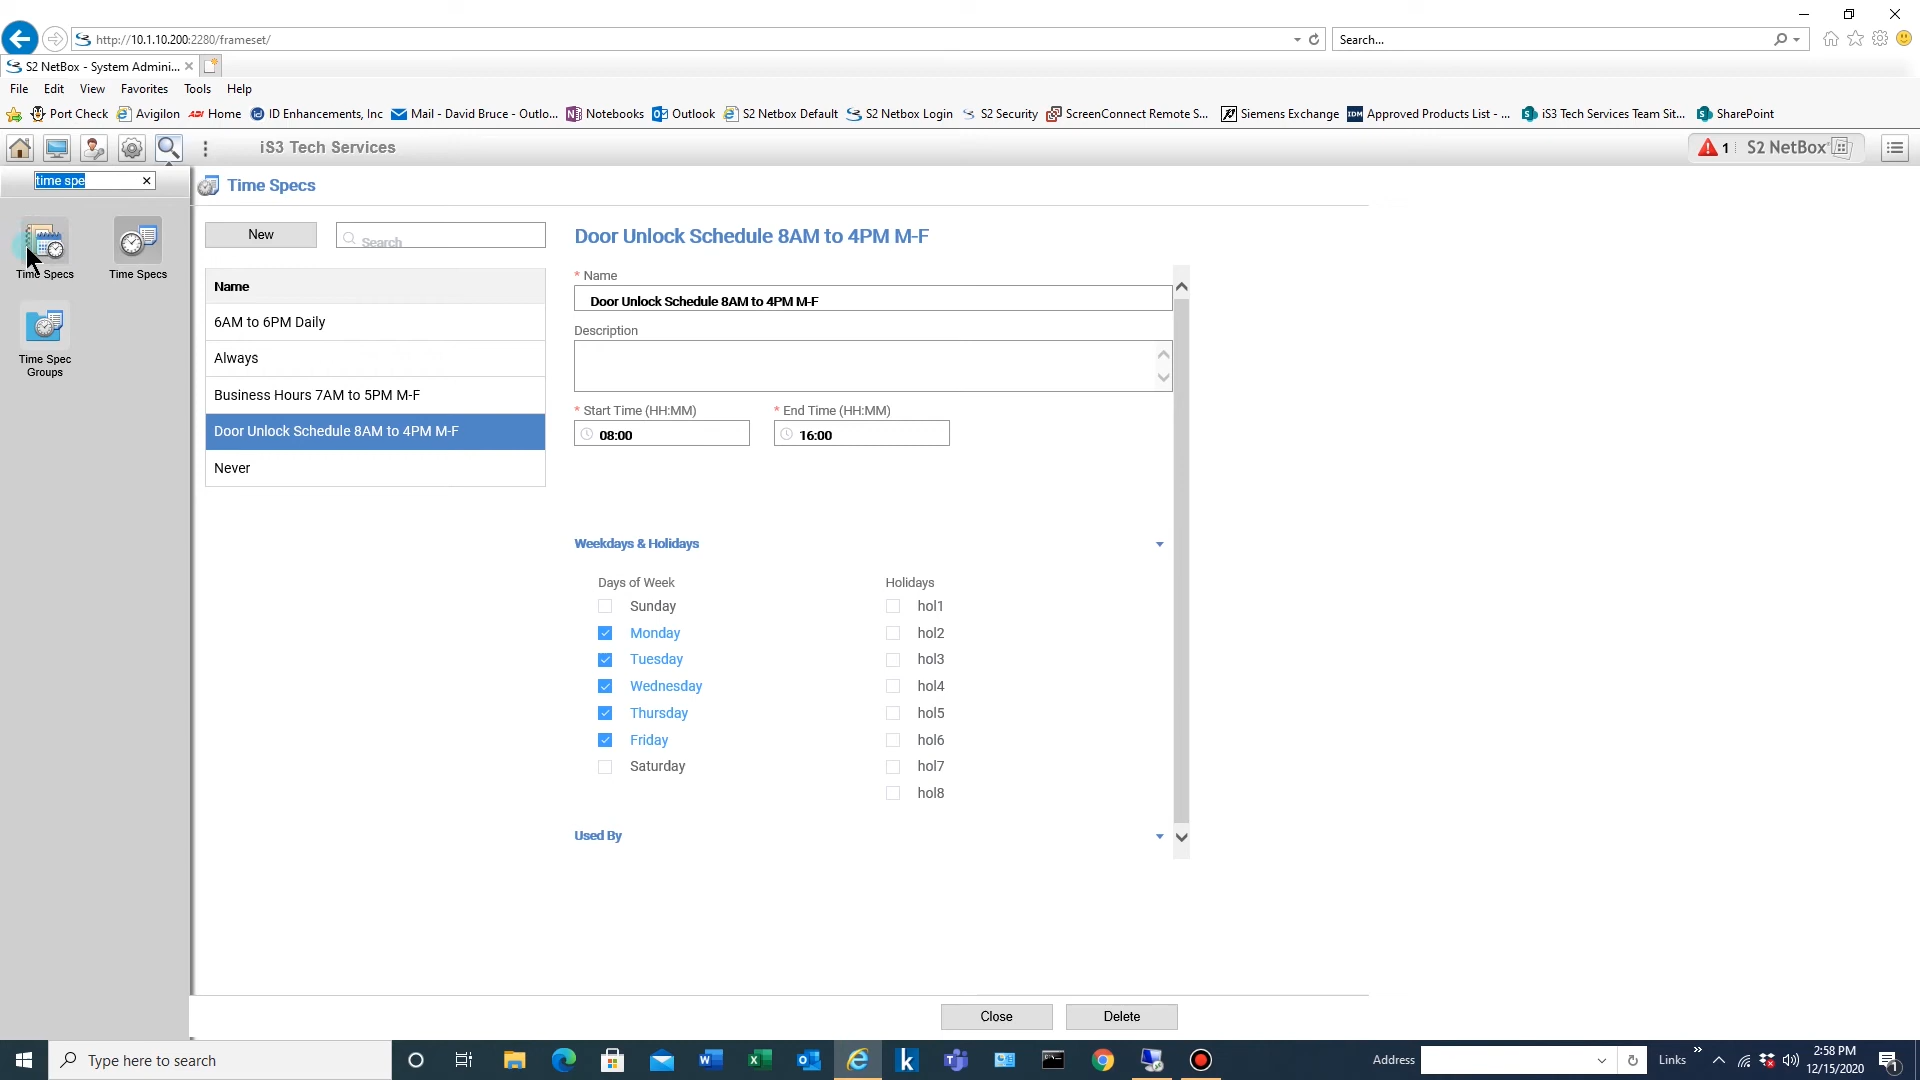 http://10.1.10.200:2280/frameset/
Search...
S2 NetBox - System Admini...
File Edit View Favorites Tools Help
Port Check Avigilon ADI Home ID Enhancements, Inc Mail - David Bruce - Outlo... Notebooks Outlook S2 Netbox Default S2 Netbox Login S2 Security ScreenConnect Remote S... Siemens Exchange IDM Approved Products List - ... iS3 Tech Services Team Sit... SharePoint
iS3 Tech Services
1 S2 NetBox
time spe
Time Specs
Time Specs
Time Spec
Groups
Time Specs
New
Search
Name
6AM to 6PM Daily
Always
Business Hours 7AM to 5PM M-F
Door Unlock Schedule 8AM to 4PM M-F
Never
Door Unlock Schedule 8AM to 4PM M-F
* Name
Door Unlock Schedule 8AM to 4PM M-F
Description
* Start Time (HH:MM) * End Time (HH:MM)
08:00 16:00
Weekdays & Holidays
Days of Week Holidays
Sunday hol1
Monday hol2
Tuesday hol3
Wednesday hol4
Thursday hol5
Friday hol6
Saturday hol7
hol8
Used By
Close Delete
Type here to search
Address
Links
2:58 PM
12/15/2020
1